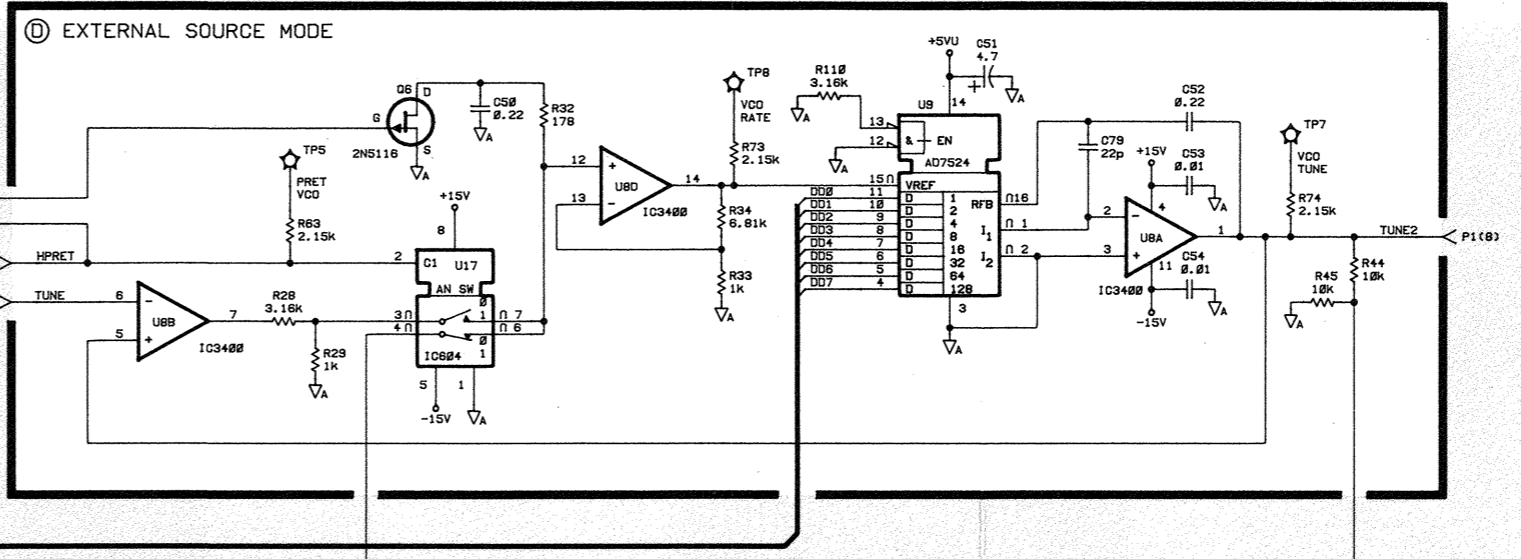 D EXTERNAL SOURCE MODE
Q6
D
G
S
2N5116
C50
0.22
A
A
R32
178
TP5
PRET
VCO
R63
2.15k
+15V
8
HPRET
2
C1
U17
AN SW
TUNE
6
−
5
+
U8B
7
IC3400
R28
3.16k
R29
1k
A
3
4
0
1
0
1
7
6
IC604
5
1
-15V
A
12
+
13
−
U8D
14
IC3400
TP8
VCO
RATE
R73
2.15k
R34
6.81k
R33
1k
A
R110
3.16k
A
A
+5VU
C51
4.7
+
A
U9
14
13
12
&
EN
AD7524
15
VREF
DD0 11 D 1
DD1 10 D 2
DD2 9 D 4
DD3 8 D 8
DD4 7 D 16
DD5 6 D 32
DD6 5 D 64
DD7 4 D 128
RFB 16
I1 1
I2 2
3
A
C52
0.22
C79
22p
+15V
C53
0.01
A
4
2
−
3
+
U8A
1
11
IC3400
C54
0.01
A
-15V
TP7
VCO
TUNE
R74
2.15k
TUNE2
P1(8)
R44
10k
R45
10k
A